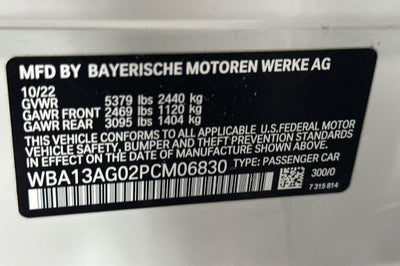 MFD BY BAYERISCHE MOTOREN WERKE AG
10/22
GVWR 5379 lbs 2440 kg
GAWR FRONT 2469 lbs 1120 kg
GAWR REAR 3095 lbs 1404 kg
THIS VEHICLE CONFORMS TO ALL APPLICABLE U.S. FEDERAL MOTOR
VEHICLE SAFETY, BUMPER AND THEFT PREVENTION STANDARDS
IN EFFECT ON THE DATE OF MANUFACTURE SHOWN ABOVE.
WBA13AG02PCM06830 TYPE: PASSENGER CAR
300/0
7 315 814